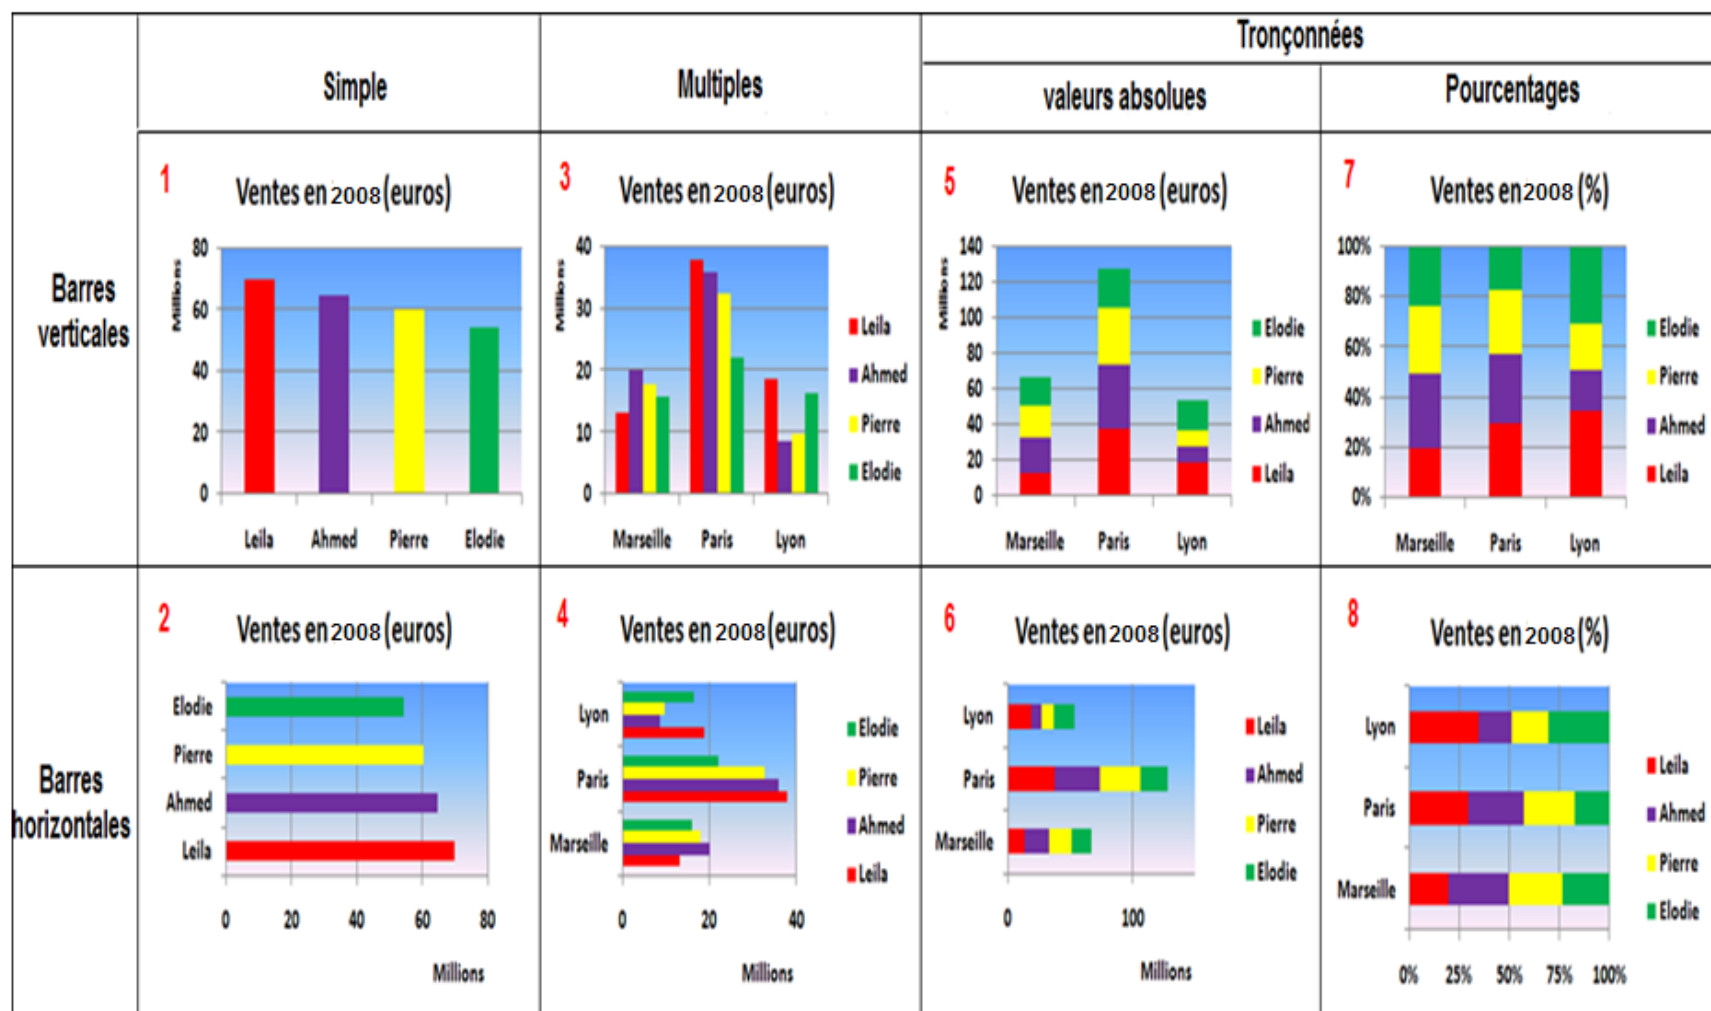 Tronçonnées
Simple
Multiples
valeurs absolues
Pourcentages
Barres
verticales
1
Ventes en 2008 (euros)
Millions
80
60
40
20
0
Leila Ahmed Pierre Elodie
3
Ventes en 2008 (euros)
Millions
40
30
20
10
0
Marseille Paris Lyon
Leila
Ahmed
Pierre
Elodie
5
Ventes en 2008 (euros)
Millions
140
120
100
80
60
40
20
0
Marseille Paris Lyon
Elodie
Pierre
Ahmed
Leila
7
Ventes en 2008 (%)
100%
80%
60%
40%
20%
0%
Marseille Paris Lyon
Elodie
Pierre
Ahmed
Leila
Barres
horizontales
2
Ventes en 2008 (euros)
Elodie
Pierre
Ahmed
Leila
0 20 40 60 80
Millions
4
Ventes en 2008 (euros)
Lyon
Paris
Marseille
0 20 40
Millions
Elodie
Pierre
Ahmed
Leila
6
Ventes en 2008 (euros)
Lyon
Paris
Marseille
0 100
Millions
Leila
Ahmed
Pierre
Elodie
8
Ventes en 2008 (%)
Lyon
Paris
Marseille
0% 25% 50% 75% 100%
Leila
Ahmed
Pierre
Elodie